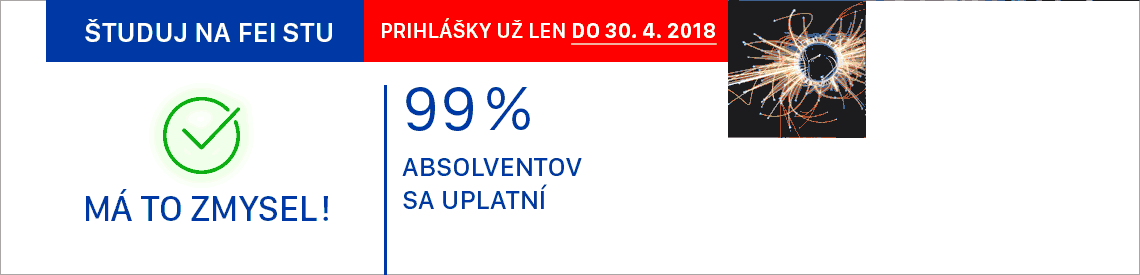 ŠTUDUJ NA FEI STU
PRIHLÁŠKY UŽ LEN DO 30. 4. 2018
MÁ TO ZMYSEL!
99%
ABSOLVENTOV
SA UPLATNÍ